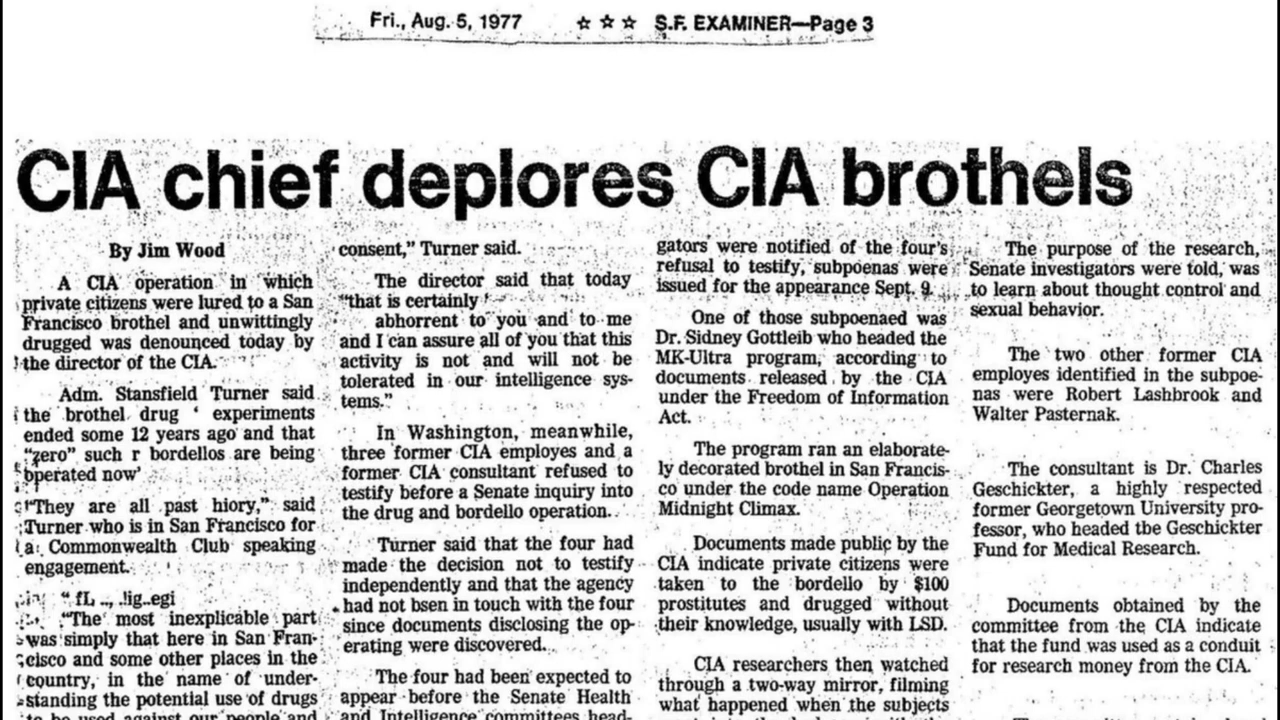 Fri., Aug. 5, 1977 ☆ ☆ ☆ S.F. EXAMINER—Page 3
CIA chief deplores CIA brothels
By Jim Wood
A CIA operation in which
private citizens were lured to a San
Francisco brothel and unwittingly
drugged was denounced today by
the director of the CIA.
Adm. Stansfield Turner said
the brothel drug ' experiments
ended some 12 years ago and that
"zero" such r bordellos are being
operated now'
"They are all past hiory," said
Turner who is in San Francisco for
a Commonwealth Club speaking
engagement.
" fL .., .!ig..egi
"The most inexplicable part
was simply that here in San Fran-
cisco and some other places in the
country, in the name of under-
standing the potential use of drugs
to be used against our people and
consent," Turner said.
The director said that today
"that is certainly
abhorrent to you and to me
and I can assure all of you that this
activity is not and will not be
tolerated in our intelligence sys-
tems."
In Washington, meanwhile,
three former CIA employes and a
former CIA consultant refused to
testify before a Senate inquiry into
the drug and bordello operation.
Turner said that the four had
made the decision not to testify
independently and that the agency
had not bsen in touch with the four
since documents disclosing the op-
erating were discovered.
The four had been expected to
appear before the Senate Health
and Intelligence committees head-
gators were notified of the four's
refusal to testify, subpoenas were
issued for the appearance Sept. 9.
One of those subpoenaed was
Dr. Sidney Gottleib who headed the
MK-Ultra program, according to
documents released by the CIA
under the Freedom of Information
Act.
The program ran an elaborate-
ly decorated brothel in San Francis-
co under the code name Operation
Midnight Climax.
Documents made public by the
CIA indicate private citizens were
taken to the bordello by $100
prostitutes and drugged without
their knowledge, usually with LSD.
CIA researchers then watched
through a two-way mirror, filming
what happened when the subjects
The purpose of the research,
Senate investigators were told, was
to learn about thought control and
sexual behavior.
The two other former CIA
employes identified in the subpoe-
nas were Robert Lashbrook and
Walter Pasternak.
The consultant is Dr. Charles
Geschickter, a highly respected
former Georgetown University pro-
fessor, who headed tbe Geschickter
Fund for Medical Research.
Documents obtained by the
committee from the CIA indicate
that the fund was used as a conduit
for research money from the CIA.